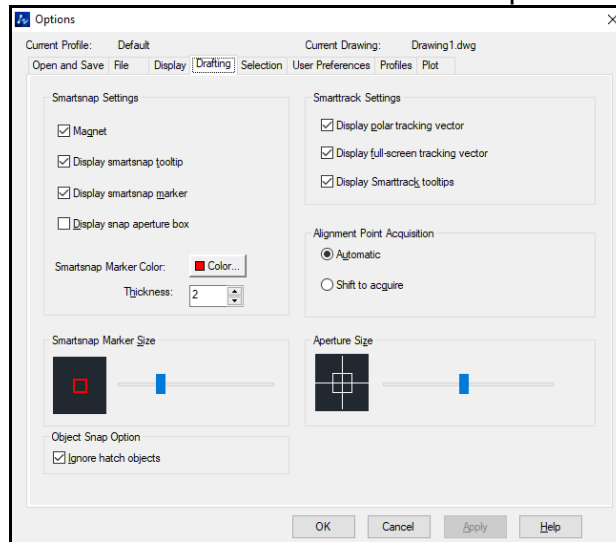 Options
Current Profile: Default Current Drawing: Drawing1.dwg
Open and Save File Display Drafting Selection User Preferences Profiles Plot
Smartsnap Settings
Magnet
Display smartsnap tooltip
Display smartsnap marker
Display snap aperture box
Smartsnap Marker Color: Color...
Thickness: 2
Smarttrack Settings
Display polar tracking vector
Display full-screen tracking vector
Display Smarttrack tooltips
Alignment Point Acquisition
Automatic
Shift to acquire
Smartsnap Marker Size
Aperture Size
Object Snap Option
Ignore hatch objects
OK Cancel Apply Help